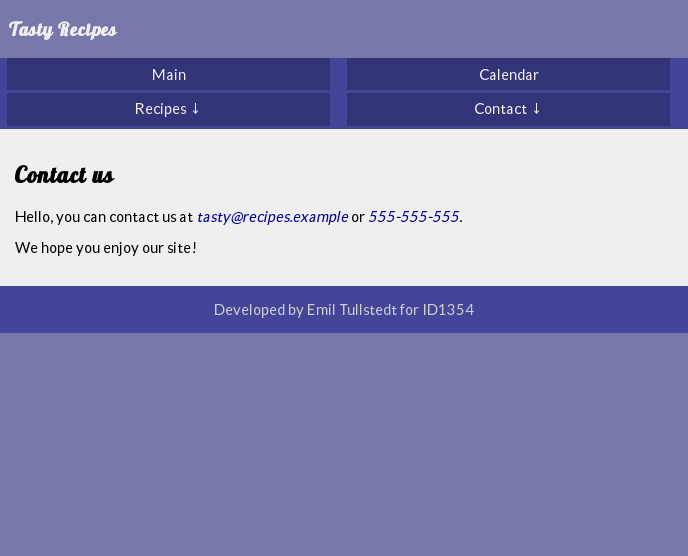 Tasty Recipes
Main
Calendar
Recipes ↓
Contact ↓
Contact us
Hello, you can contact us at tasty@recipes.example or 555-555-555.
We hope you enjoy our site!
Developed by Emil Tullstedt for ID1354